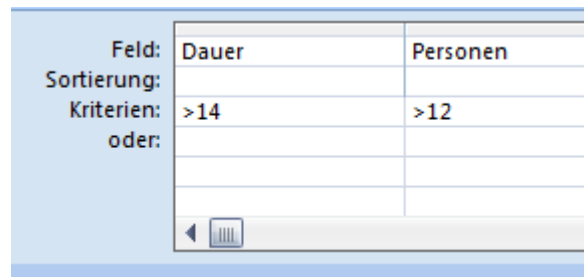 Feld: Dauer Personen
Sortierung:
Kriterien: >14 >12
oder: